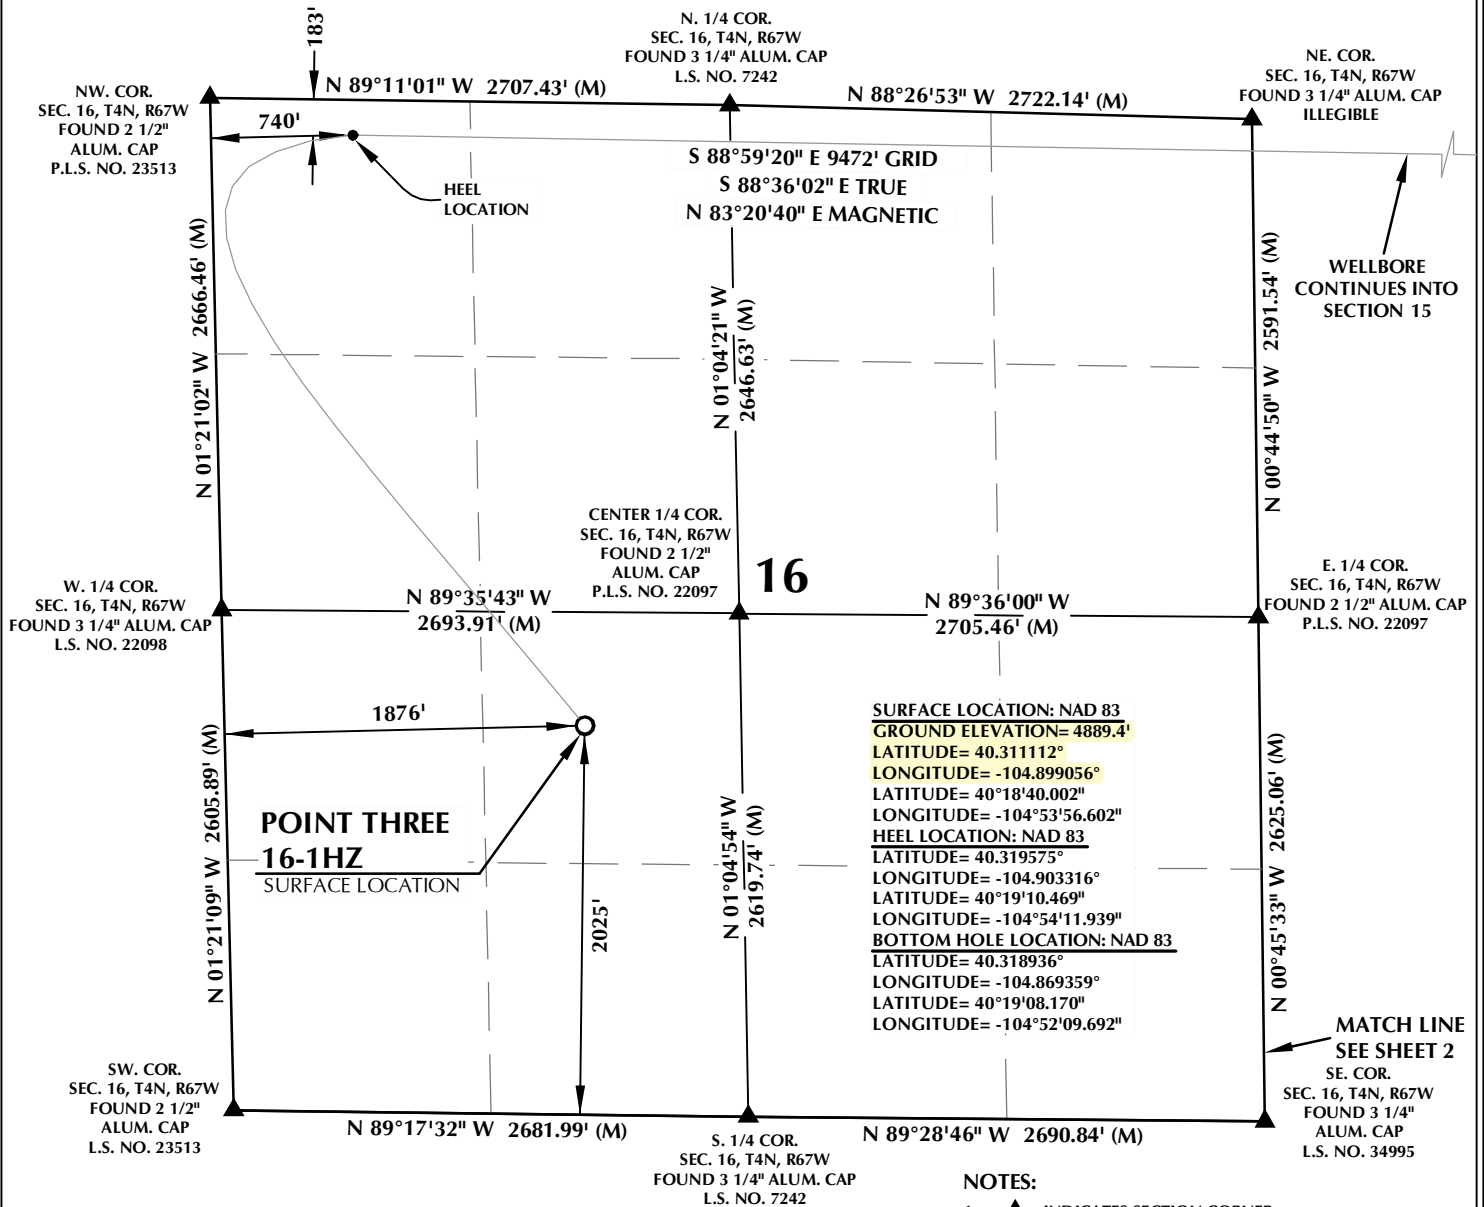 183'
N. 1/4 COR.
SEC. 16, T4N, R67W
FOUND 3 1/4" ALUM. CAP
L.S. NO. 7242
NE. COR.
SEC. 16, T4N, R67W
FOUND 3 1/4" ALUM. CAP
ILLEGIBLE
NW. COR.
SEC. 16, T4N, R67W
FOUND 2 1/2"
ALUM. CAP
P.L.S. NO. 23513
N 89°11'01" W 2707.43' (M)
N 88°26'53" W 2722.14' (M)
740'
HEEL
LOCATION
S 88°59'20" E 9472' GRID
S 88°36'02" E TRUE
N 83°20'40" E MAGNETIC
WELLBORE
CONTINUES INTO
SECTION 15
N 01°21'02" W 2666.46' (M)
N 01°04'21" W
2646.63' (M)
N 00°44'50" W 2591.54' (M)
CENTER 1/4 COR.
SEC. 16, T4N, R67W
FOUND 2 1/2"
ALUM. CAP
P.L.S. NO. 22097
16
W. 1/4 COR.
SEC. 16, T4N, R67W
FOUND 3 1/4" ALUM. CAP
L.S. NO. 22098
E. 1/4 COR.
SEC. 16, T4N, R67W
FOUND 2 1/2" ALUM. CAP
P.L.S. NO. 22097
N 89°35'43" W
2693.91' (M)
N 89°36'00" W
2705.46' (M)
1876'
POINT THREE
16-1HZ
SURFACE LOCATION
2025'
N 01°21'09" W 2605.89' (M)
N 01°04'54" W
2619.74' (M)
N 00°45'33" W 2625.06' (M)
SURFACE LOCATION: NAD 83
GROUND ELEVATION= 4889.4'
LATITUDE= 40.311112°
LONGITUDE= -104.899056°
LATITUDE= 40°18'40.002"
LONGITUDE= -104°53'56.602"
HEEL LOCATION: NAD 83
LATITUDE= 40.319575°
LONGITUDE= -104.903316°
LATITUDE= 40°19'10.469"
LONGITUDE= -104°54'11.939"
BOTTOM HOLE LOCATION: NAD 83
LATITUDE= 40.318936°
LONGITUDE= -104.869359°
LATITUDE= 40°19'08.170"
LONGITUDE= -104°52'09.692"
MATCH LINE
SEE SHEET 2
SE. COR.
SEC. 16, T4N, R67W
FOUND 3 1/4"
ALUM. CAP
L.S. NO. 34995
SW. COR.
SEC. 16, T4N, R67W
FOUND 2 1/2"
ALUM. CAP
L.S. NO. 23513
N 89°17'32" W 2681.99' (M)
N 89°28'46" W 2690.84' (M)
S. 1/4 COR.
SEC. 16, T4N, R67W
FOUND 3 1/4" ALUM. CAP
L.S. NO. 7242
NOTES:
INDICATES SECTION CORNER